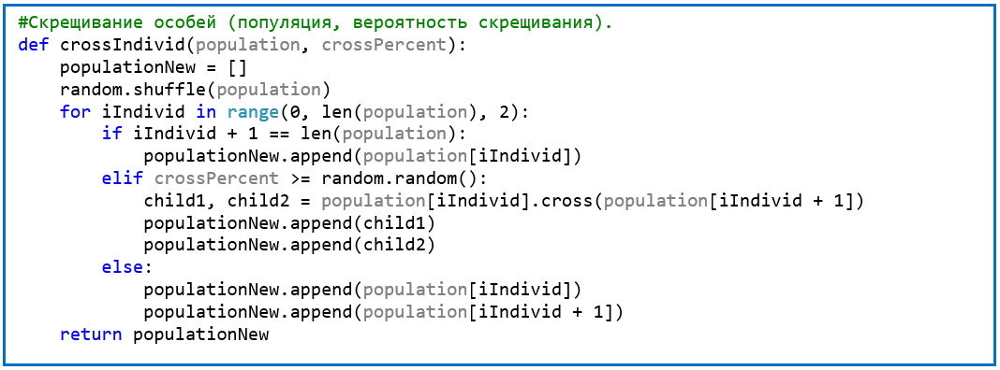 #Скрещивание особей (популяция, вероятность скрещивания).
def crossIndivid(population, crossPercent):
    populationNew = []
    random.shuffle(population)
    for iIndivid in range(0, len(population), 2):
        if iIndivid + 1 == len(population):
            populationNew.append(population[iIndivid])
        elif crossPercent >= random.random():
            child1, child2 = population[iIndivid].cross(population[iIndivid + 1])
            populationNew.append(child1)
            populationNew.append(child2)
        else:
            populationNew.append(population[iIndivid])
            populationNew.append(population[iIndivid + 1])
    return populationNew